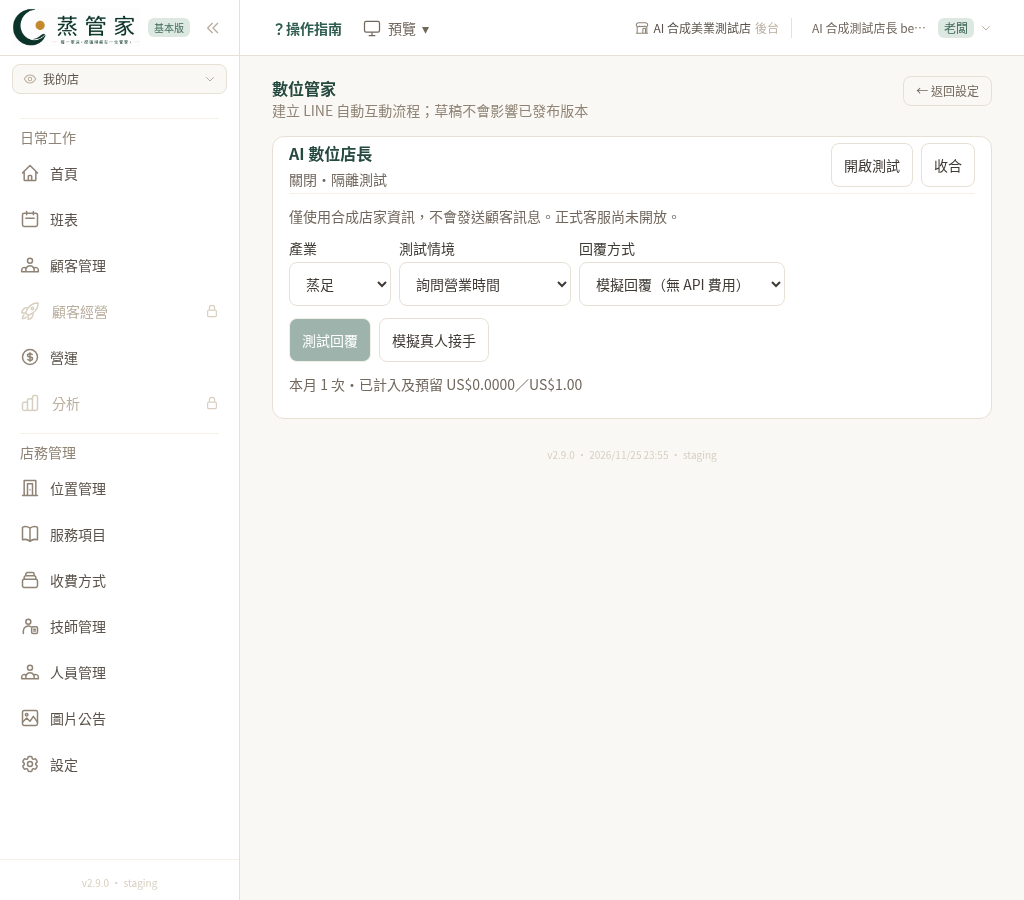 蒸管家
基本版
我的店
日常工作
首頁
班表
顧客管理
顧客經營
營運
分析
店務管理
位置管理
服務項目
收費方式
技師管理
人員管理
圖片公告
設定
v2.9.0 · staging
？操作指南
預覽 ▾
AI 合成美業測試店 後台
AI 合成測試店長 be…
老闆
數位管家
建立 LINE 自動互動流程；草稿不會影響已發布版本
←返回設定
AI 數位店長
關閉・隔離測試
開啟測試
收合
僅使用合成店家資訊，不會發送顧客訊息。正式客服尚未開放。
產業
測試情境
回覆方式
蒸足
詢問營業時間
模擬回覆（無 API 費用）
測試回覆
模擬真人接手
本月 1 次・已計入及預留 US$0.0000／US$1.00
v2.9.0 · 2026/11/25 23:55 · staging